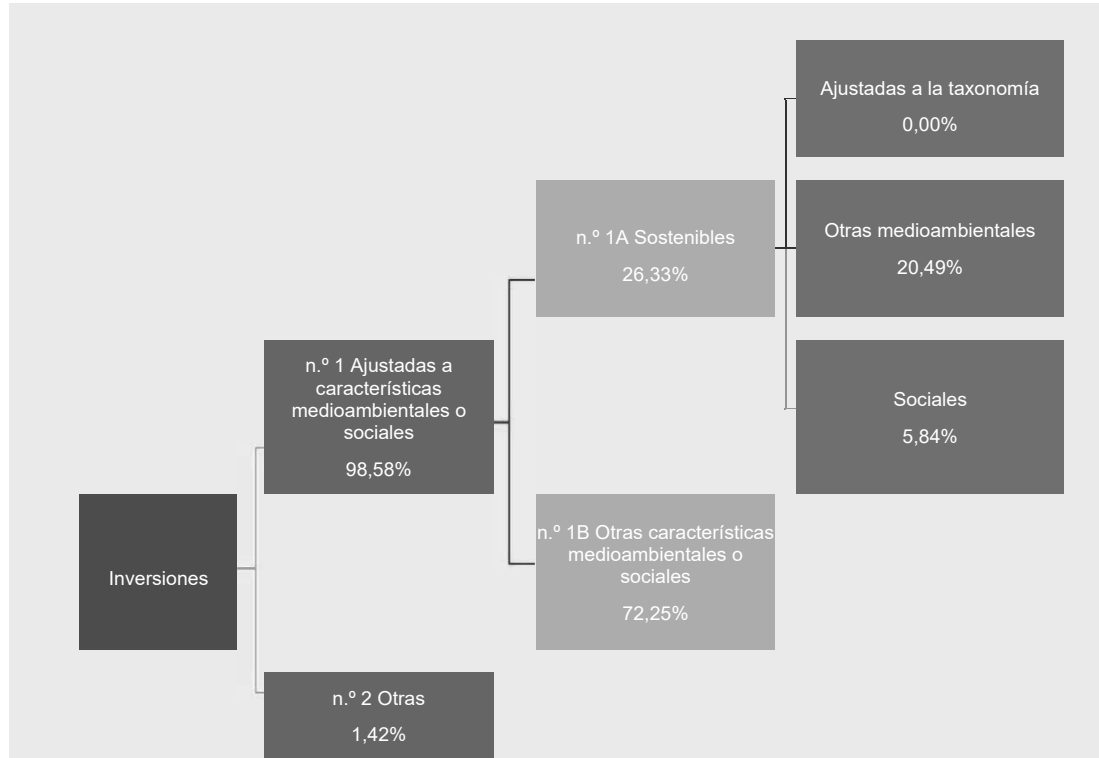 Ajustadas a la taxonomía
0,00%
n.º 1A Sostenibles
26,33%
Otras medioambientales
20,49%
n.º 1 Ajustadas a
características
medioambientales o
sociales
98,58%
Sociales
5,84%
Inversiones
n.º 1B Otras características
medioambientales o
sociales
72,25%
n.º 2 Otras
1,42%